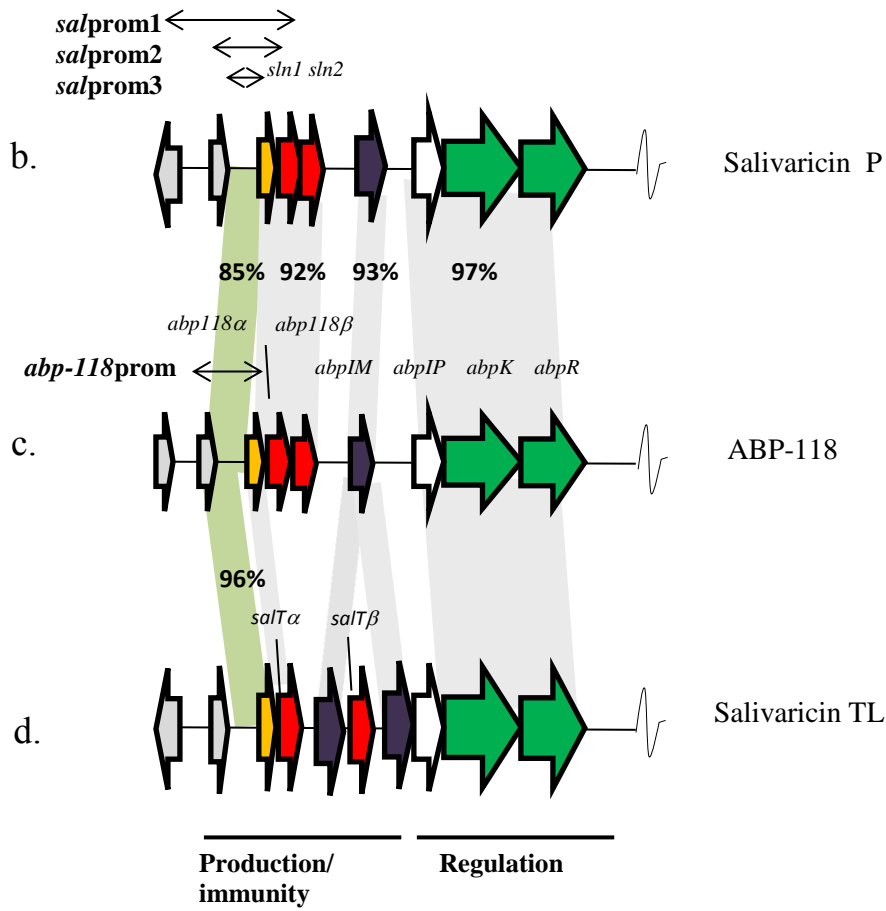 salprom1
salprom2
salprom3
sln1 sln2
b.
Salivaricin P
85% 92% 93% 97%
abp118α abp118β
abp-118prom
abpIM abpIP abpK abpR
c.
ABP-118
96%
salTα salTβ
d.
Salivaricin TL
Production/
immunity
Regulation